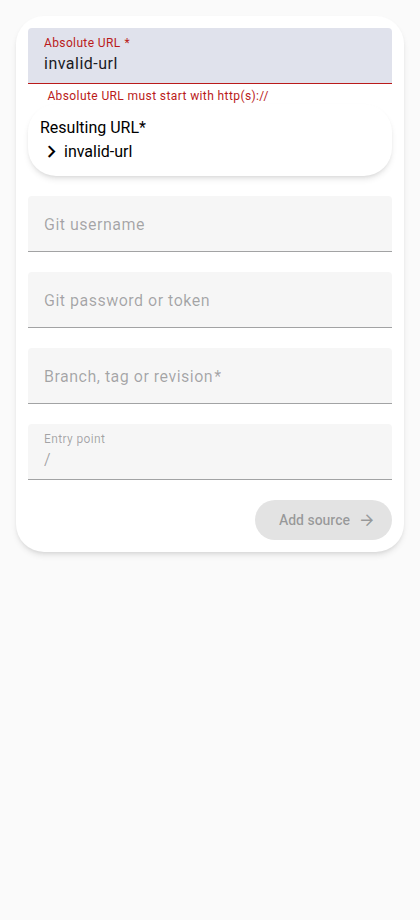 Absolute URL *
invalid-url
Absolute URL must start with http(s)://
Resulting URL*
invalid-url
Git username
Git password or token
Branch, tag or revision*
Entry point
/
Add source